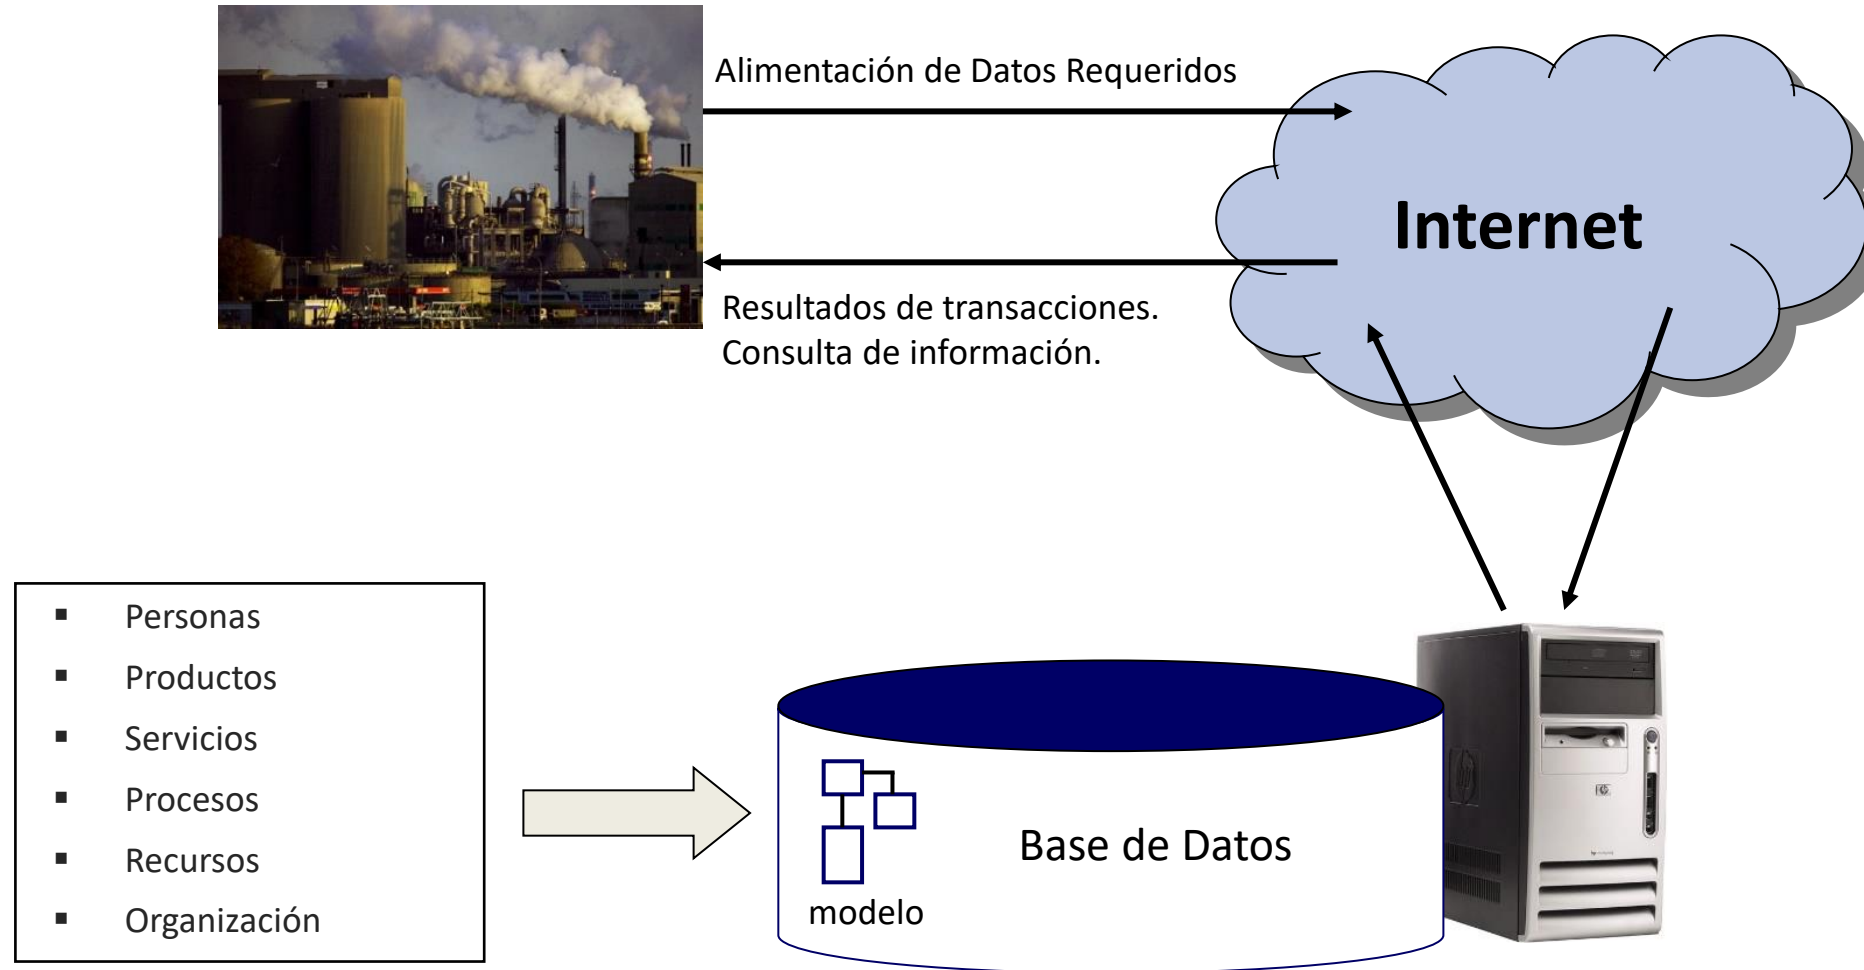 Alimentación de Datos Requeridos
Internet
Resultados de transacciones.
Consulta de información.
▪ Personas
▪ Productos
▪ Servicios
▪ Procesos
▪ Recursos
▪ Organización
Base de Datos
modelo
hp